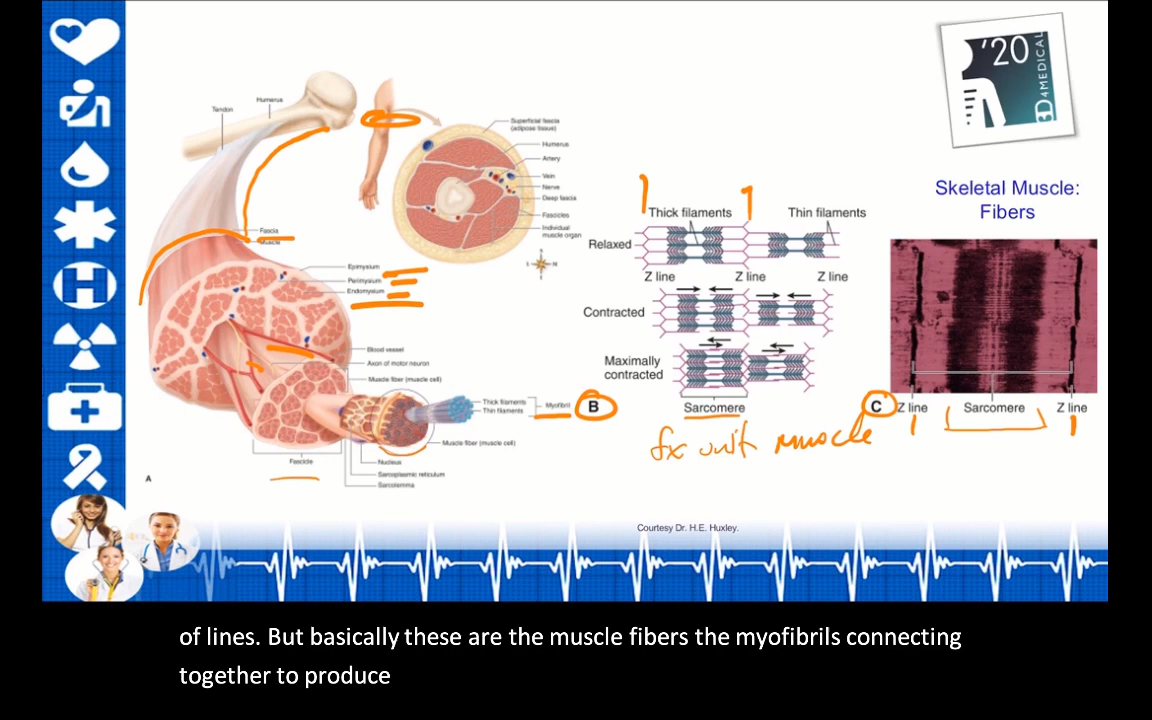 '20
3D4MEDICAL
Skeletal Muscle:
Fibers
Humerus
Tendon
Superficial fascia
(adipose tissue)
Humerus
Artery
Vein
Nerve
Deep fascia
Fascicles
Individual
muscle organ
Fascia
Muscle
Epimysium
Perimysium
Endomysium
Blood vessel
Axon of motor neuron
Muscle fiber (muscle cell)
Thick filaments
Thin filaments
Myofibril
Muscle fiber (muscle cell)
Nucleus
Sarcoplasmic reticulum
Sarcolemma
Fascicle
A
Thick filaments Thin filaments
Relaxed
Z line Z line Z line
Contracted
Maximally
contracted
B Sarcomere
fx unit muscle
C Z line Sarcomere Z line
Courtesy Dr. H.E. Huxley.
H
of lines. But basically these are the muscle fibers the myofibrils connecting
together to produce